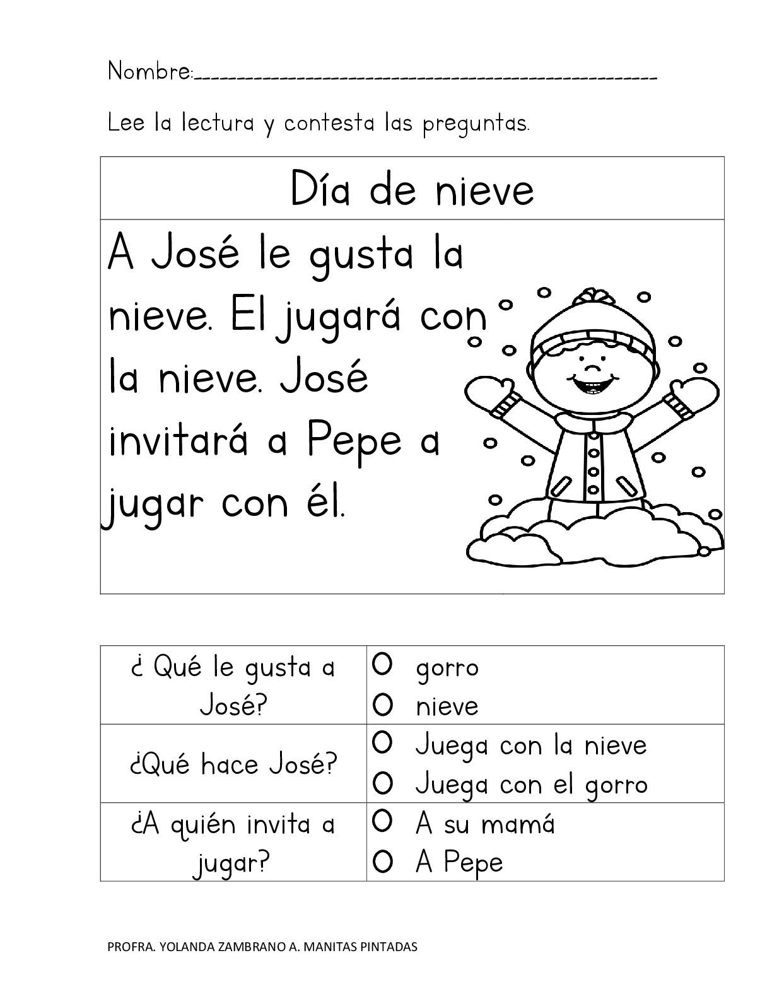 Nombre:______________________________________________________
Lee la lectura y contesta las preguntas.
Día de nieve
A José le gusta la
nieve. El jugará con
la nieve. José
invitará a Pepe a
jugar con él.
¿ Qué le gusta a
José?
gorro
nieve
¿Qué hace José?
Juega con la nieve
Juega con el gorro
¿A quién invita a
jugar?
A su mamá
A Pepe
PROFRA. YOLANDA ZAMBRANO A. MANITAS PINTADAS